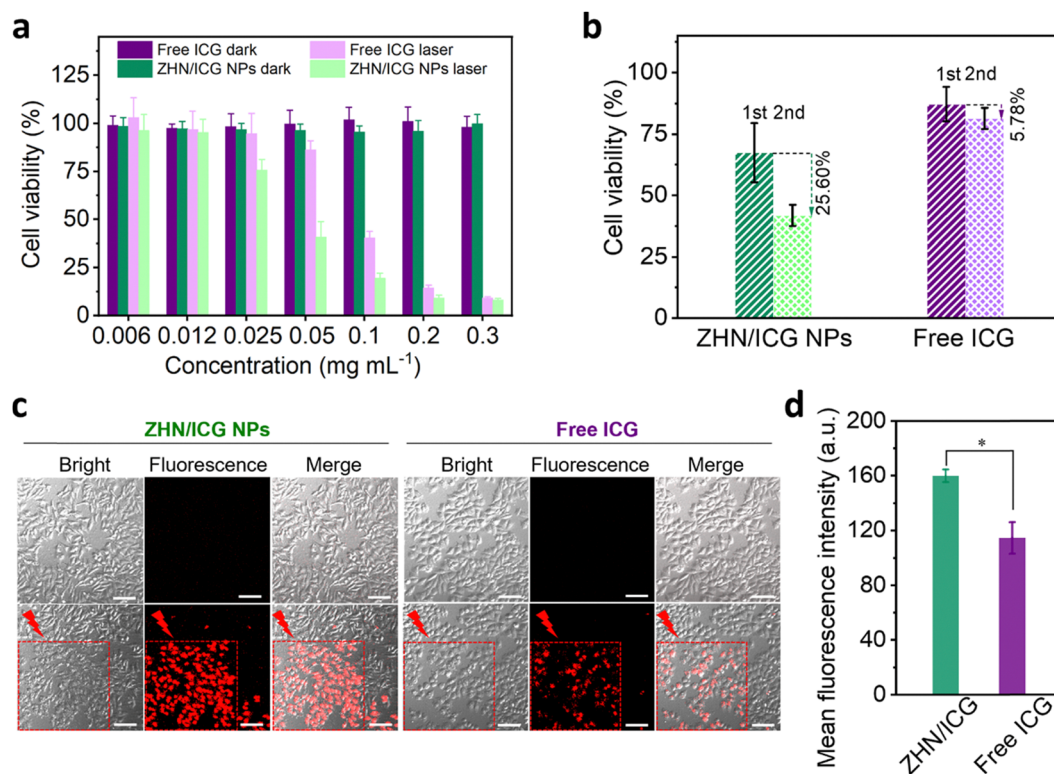 a
Free ICG dark
Free ICG laser
ZHN/ICG NPs dark
ZHN/ICG NPs laser
Cell viability (%)
125
100
75
50
25
0
0.006 0.012 0.025 0.05 0.1 0.2 0.3
Concentration (mg mL⁻¹)
b
Cell viability (%)
100
75
50
25
0
1st 2nd
25.60%
1st 2nd
5.78%
ZHN/ICG NPs
Free ICG
c
ZHN/ICG NPs
Free ICG
Bright Fluorescence Merge
Bright Fluorescence Merge
d
Mean fluorescence intensity (a.u.)
200
160
120
80
40
0
*
ZHN/ICG
Free ICG